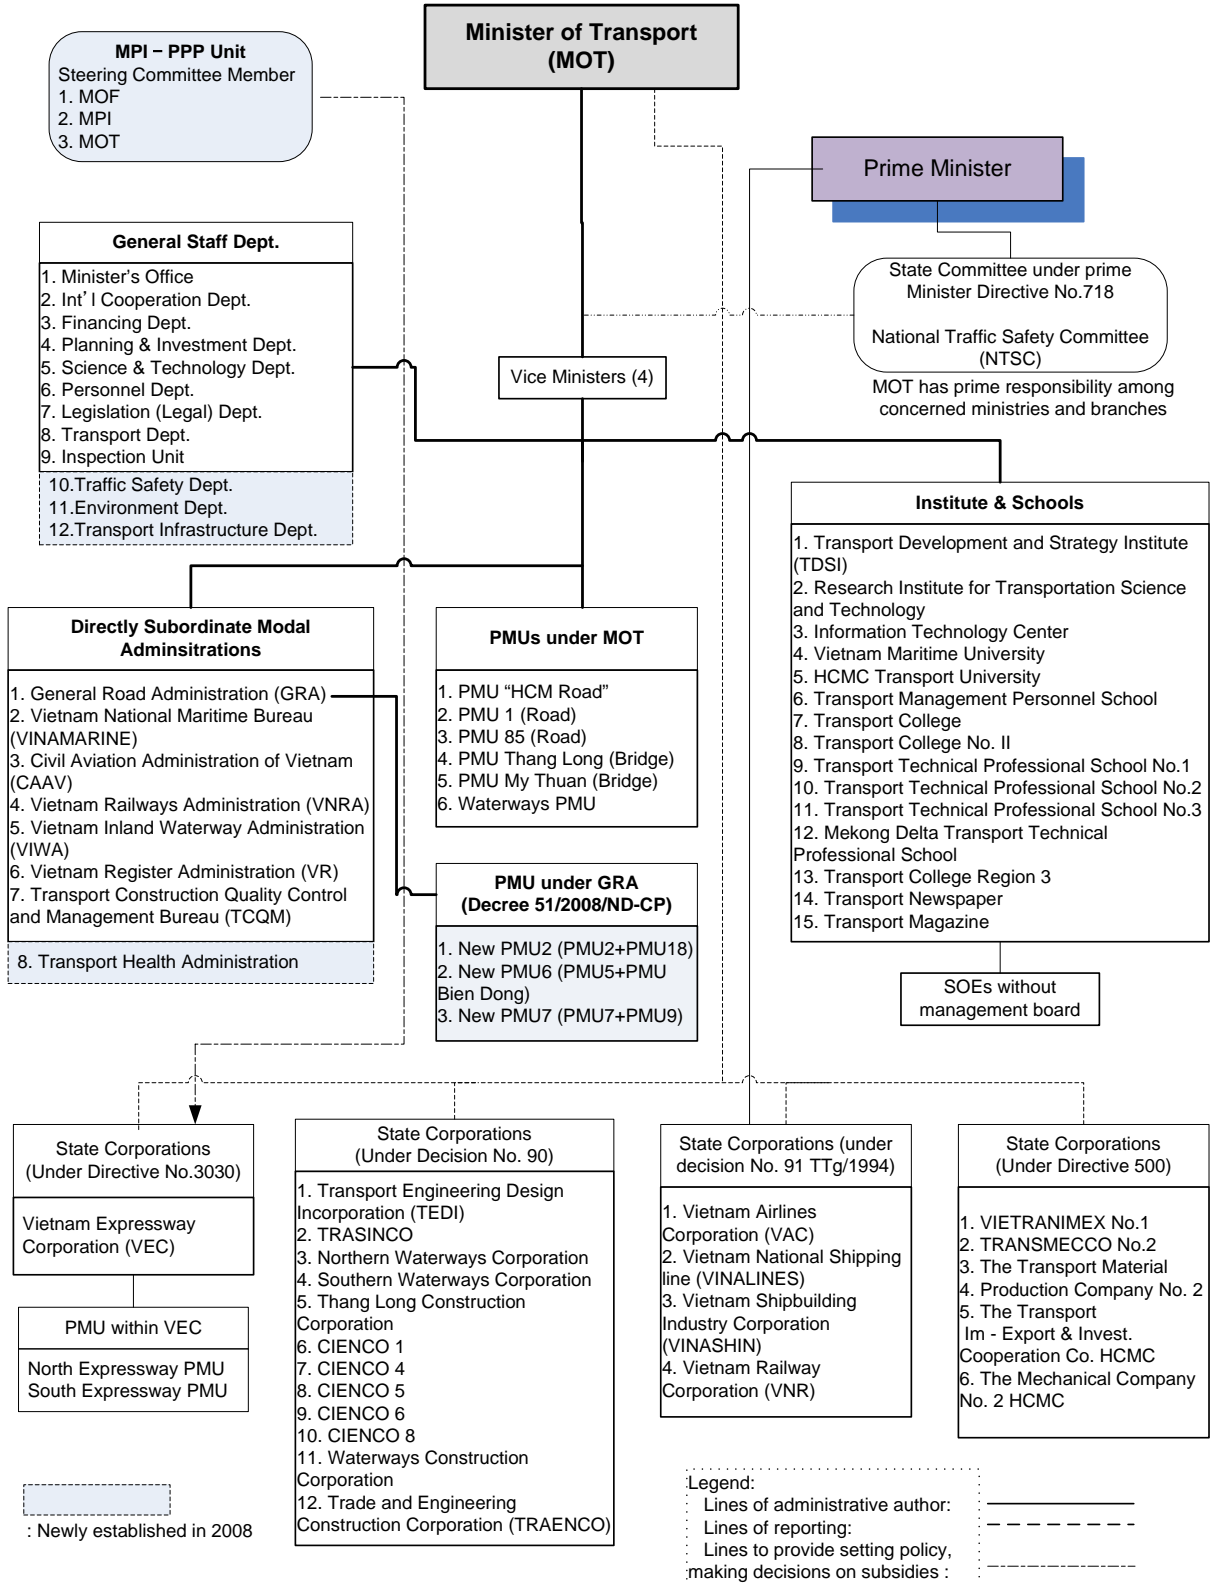 Minister of Transport
(MOT)
MPI – PPP Unit
Steering Committee Member
1. MOF
2. MPI
3. MOT
Prime Minister
State Committee under prime
Minister Directive No.718
National Traffic Safety Committee
(NTSC)
MOT has prime responsibility among
concerned ministries and branches
General Staff Dept.
1. Minister's Office
2. Int' l Cooperation Dept.
3. Financing Dept.
4. Planning & Investment Dept.
5. Science & Technology Dept.
6. Personnel Dept.
7. Legislation (Legal) Dept.
8. Transport Dept.
9. Inspection Unit
10.Traffic Safety Dept.
11.Environment Dept.
12.Transport Infrastructure Dept.
Vice Ministers (4)
Institute & Schools
1. Transport Development and Strategy Institute
(TDSI)
2. Research Institute for Transportation Science
and Technology
3. Information Technology Center
4. Vietnam Maritime University
5. HCMC Transport University
6. Transport Management Personnel School
7. Transport College
8. Transport College No. II
9. Transport Technical Professional School No.1
10. Transport Technical Professional School No.2
11. Transport Technical Professional School No.3
12. Mekong Delta Transport Technical
Professional School
13. Transport College Region 3
14. Transport Newspaper
15. Transport Magazine
SOEs without
management board
Directly Subordinate Modal
Adminsitrations
1. General Road Administration (GRA)
2. Vietnam National Maritime Bureau
(VINAMARINE)
3. Civil Aviation Administration of Vietnam
(CAAV)
4. Vietnam Railways Administration (VNRA)
5. Vietnam Inland Waterway Administration
(VIWA)
6. Vietnam Register Administration (VR)
7. Transport Construction Quality Control
and Management Bureau (TCQM)
8. Transport Health Administration
PMUs under MOT
1. PMU "HCM Road"
2. PMU 1 (Road)
3. PMU 85 (Road)
4. PMU Thang Long (Bridge)
5. PMU My Thuan (Bridge)
6. Waterways PMU
PMU under GRA
(Decree 51/2008/ND-CP)
1. New PMU2 (PMU2+PMU18)
2. New PMU6 (PMU5+PMU
Bien Dong)
3. New PMU7 (PMU7+PMU9)
State Corporations
(Under Directive No.3030)
Vietnam Expressway
Corporation (VEC)
PMU within VEC
North Expressway PMU
South Expressway PMU
State Corporations
(Under Decision No. 90)
1. Transport Engineering Design
Incorporation (TEDI)
2. TRASINCO
3. Northern Waterways Corporation
4. Southern Waterways Corporation
5. Thang Long Construction
Corporation
6. CIENCO 1
7. CIENCO 4
8. CIENCO 5
9. CIENCO 6
10. CIENCO 8
11. Waterways Construction
Corporation
12. Trade and Engineering
Construction Corporation (TRAENCO)
State Corporations (under
decision No. 91 TTg/1994)
1. Vietnam Airlines
Corporation (VAC)
2. Vietnam National Shipping
line (VINALINES)
3. Vietnam Shipbuilding
Industry Corporation
(VINASHIN)
4. Vietnam Railway
Corporation (VNR)
State Corporations
(Under Directive 500)
1. VIETRANIMEX No.1
2. TRANSMECCO No.2
3. The Transport Material
4. Production Company No. 2
5. The Transport
Im - Export & Invest.
Cooperation Co. HCMC
6. The Mechanical Company
No. 2 HCMC
: Newly established in 2008
Legend:
Lines of administrative author:
Lines of reporting:
Lines to provide setting policy,
making decisions on subsidies :